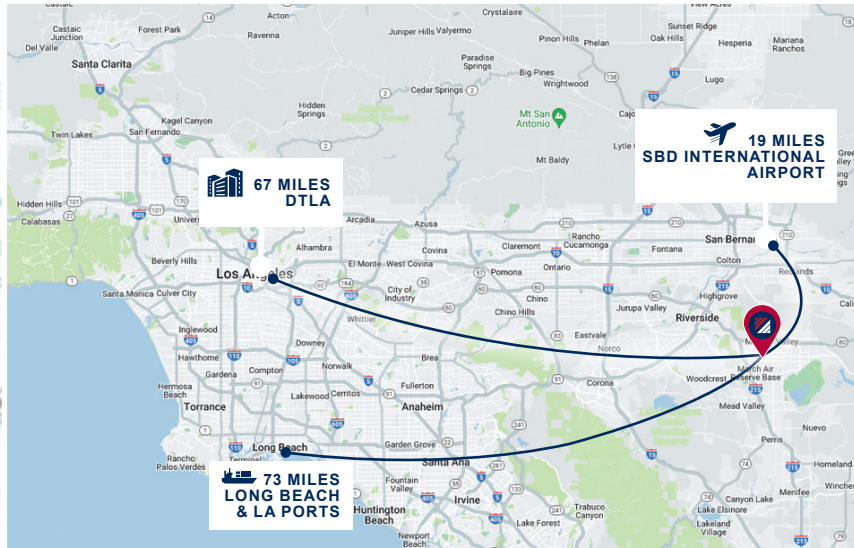 67 MILES
DTLA
19 MILES
SBD INTERNATIONAL
AIRPORT
73 MILES
LONG BEACH
& LA PORTS
Castaic
Castaic
Junction
Del Valle
Forest Park
Acton
Ravenna
Juniper Hills
Valyermo
Crystalaire
Pinon Hills
Phelan
Sunset Ridge
Oak Hills
Hesperia
Mariana
Ranchos
Santa Clarita
Paradise
Springs
Big Pines
Wrightwood
Lugo
Cedar Springs
Hidden
Springs
Kagel Canyon
San Fernando
Twin Lakes
Mt San
Antonio
Mt Baldy
Hidden Hills
Calabasas
Arcadia
Azusa
Alhambra
Covina
Claremont
Rancho
Cucamonga
Fontana
San Bernar
Colton
Beverly Hills
El Monte
West Covina
Pomona
Ontario
Redlands
Los Angeles
Santa Monica
Culver City
City of
Industry
Chino
Highgrove
Jurupa Valley
Riverside
Whittier
Chino Hills
Inglewood
Hawthorne
Downey
Eastvale
Norco
Gardena
Compton
Norwalk
Brea
Corona
Woodcrest
March Air
Reserve Base
Hermosa
Beach
Lakewood
Cerritos
Fullerton
Mead Valley
Torrance
Anaheim
Nuevo
Perris
Rancho
Palos Verdes
Long Beach
Garden Grove
Santa Ana
Homeland
Fountain
Valley
Irvine
Huntington
Beach
Trabuco
Canyon
Canyon Lake
Menifee
Lake Elsinore
Lakeland
Village
Lake Forest
Newport
Beach